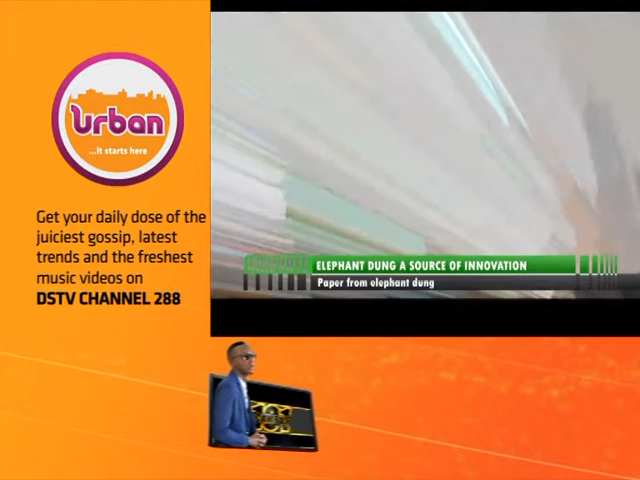 Urban
...It starts here
Get your daily dose of the
juiciest gossip, latest
trends and the freshest
music videos on
DSTV CHANNEL 288
ELEPHANT DUNG A SOURCE OF INNOVATION
Paper from elephant dung